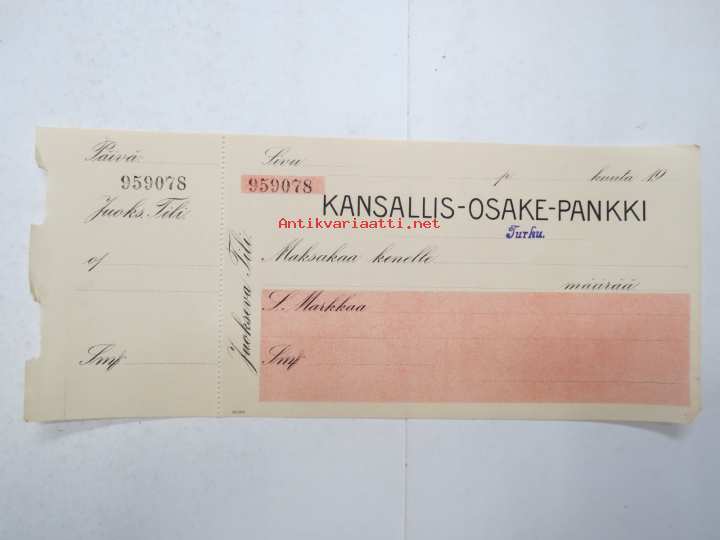 Päivä
959078
Juoks. Tili
of
Smf
Juokseva Tili.
Sivu p kuuta 19
959078
KANSALLIS-OSAKE-PANKKI
Antikvariaatti.net
Turku.
Maksakaa kenelle
määrää
S. Markkaa
Smf